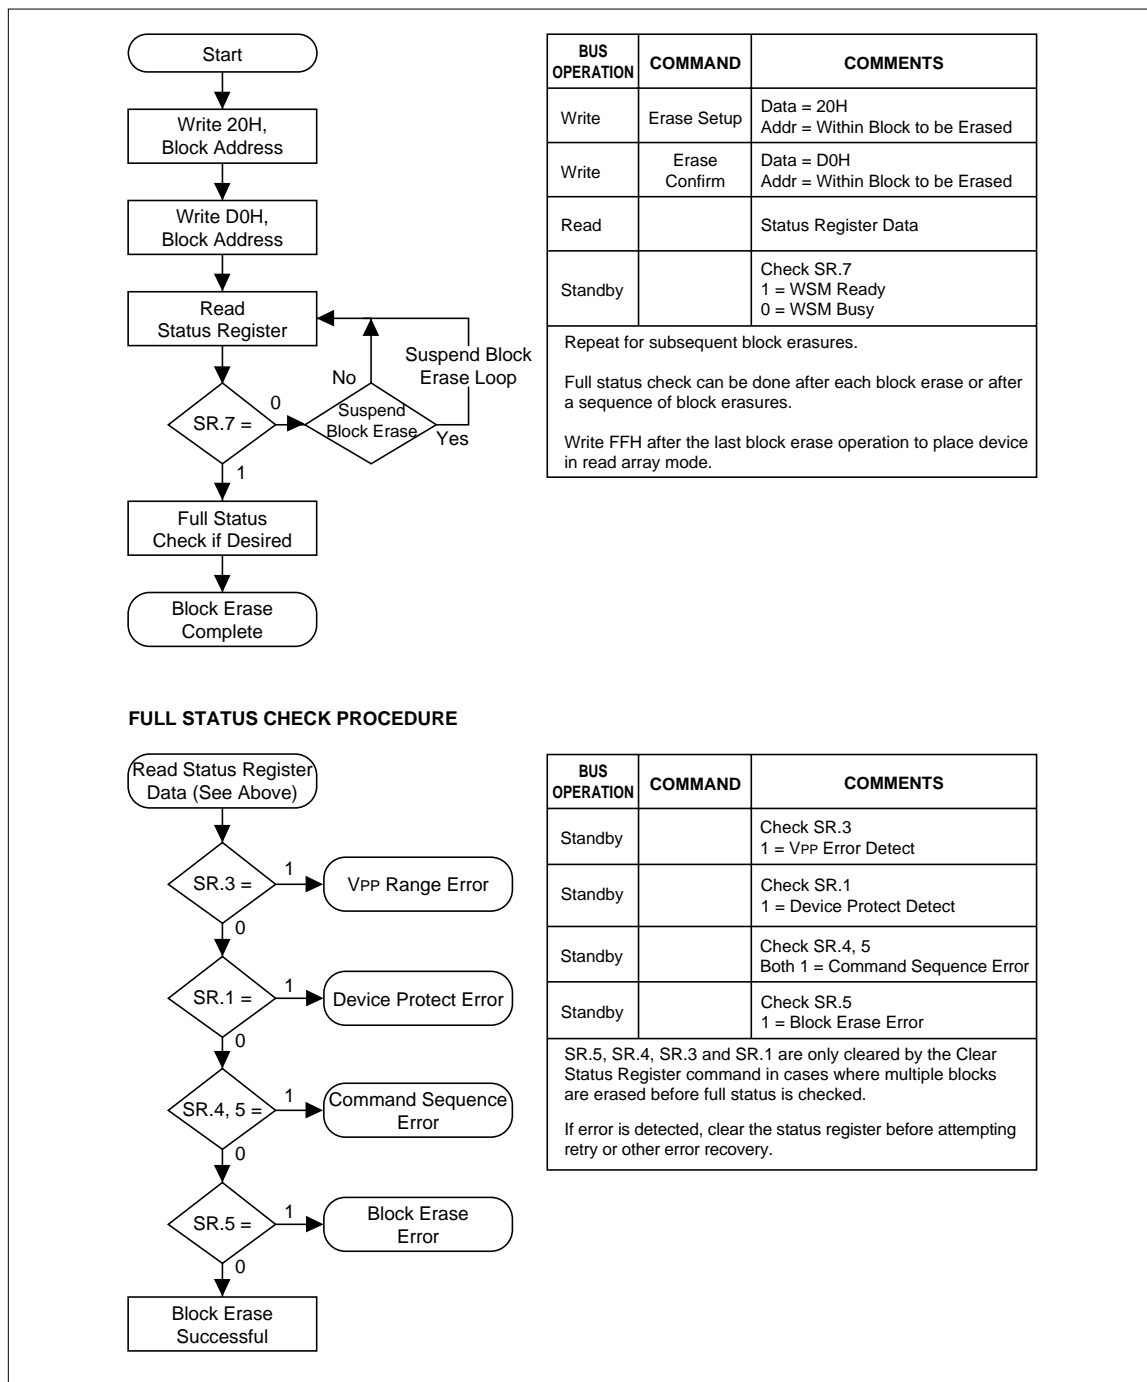 Start
Write 20H,
Block Address
Write D0H,
Block Address
Read
Status Register
Suspend Block
Erase Loop
No
0
SR.7 =
Suspend
Block Erase
Yes
1
Full Status
Check if Desired
Block Erase
Complete
BUS
OPERATION
COMMAND
COMMENTS
Write
Erase Setup
Data = 20H
Addr = Within Block to be Erased
Write
Erase
Confirm
Data = D0H
Addr = Within Block to be Erased
Read
Status Register Data
Standby
Check SR.7
1 = WSM Ready
0 = WSM Busy
Repeat for subsequent block erasures.
Full status check can be done after each block erase or after
a sequence of block erasures.
Write FFH after the last block erase operation to place device
in read array mode.
FULL STATUS CHECK PROCEDURE
Read Status Register
Data (See Above)
SR.3 =
1
VPP Range Error
0
SR.1 =
1
Device Protect Error
0
SR.4, 5 =
1
Command Sequence
Error
0
SR.5 =
1
Block Erase
Error
0
Block Erase
Successful
BUS
OPERATION
COMMAND
COMMENTS
Standby
Check SR.3
1 = VPP Error Detect
Standby
Check SR.1
1 = Device Protect Detect
Standby
Check SR.4, 5
Both 1 = Command Sequence Error
Standby
Check SR.5
1 = Block Erase Error
SR.5, SR.4, SR.3 and SR.1 are only cleared by the Clear
Status Register command in cases where multiple blocks
are erased before full status is checked.
If error is detected, clear the status register before attempting
retry or other error recovery.